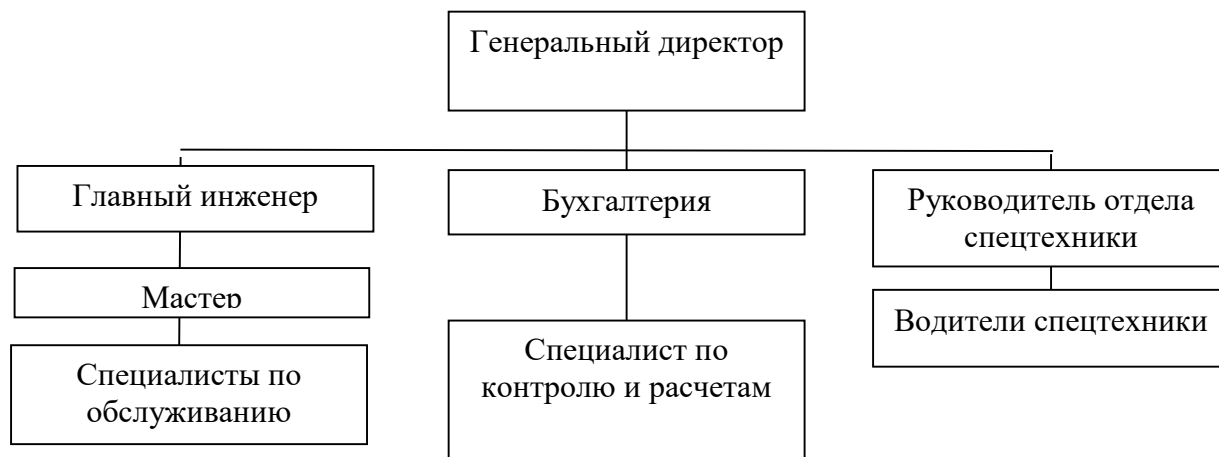 Генеральный директор
Главный инженер
Бухгалтерия
Руководитель отдела
спецтехники
Мастер
Водители спецтехники
Специалисты по
обслуживанию
Специалист по
контролю и расчетам